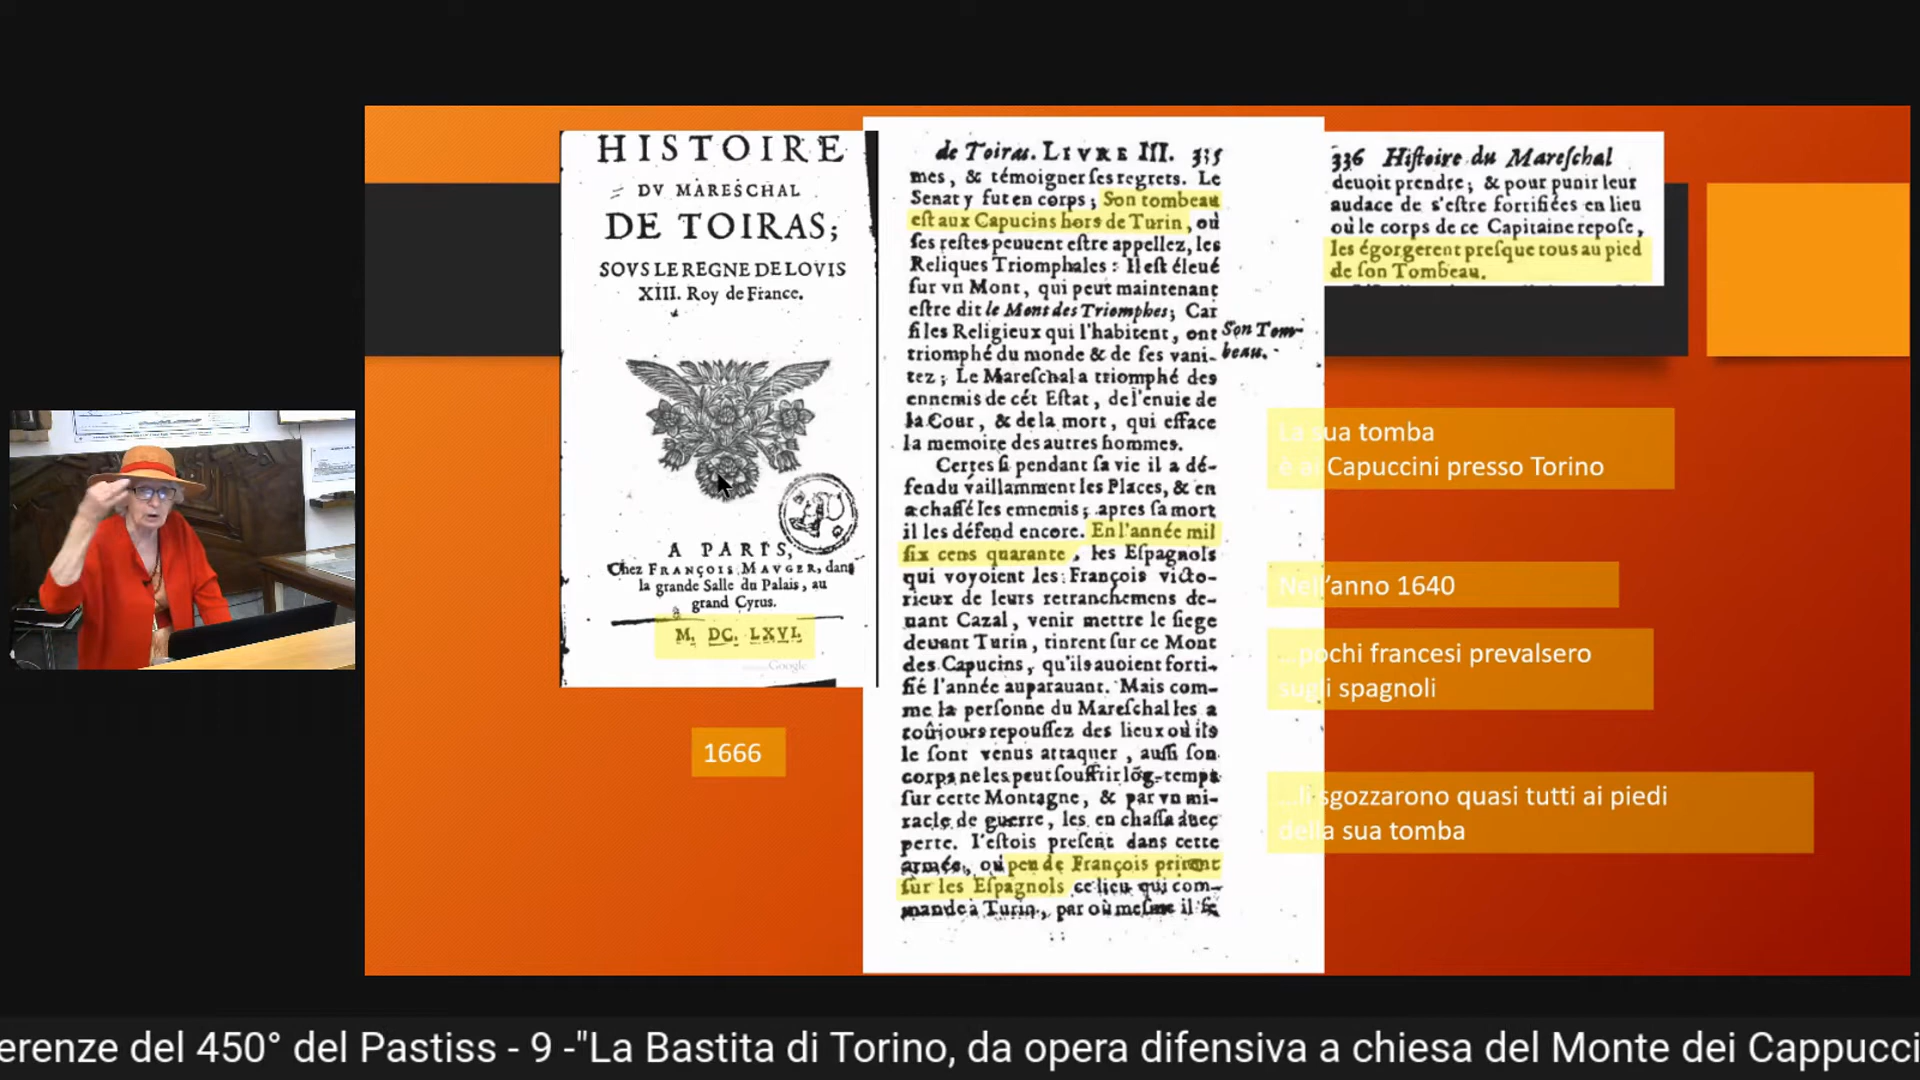 HISTOIRE
DV MARESCHAL
DE TOIRAS;
SOVS LE REGNE DE LOVIS
XIII. Roy de France.
A PARIS,
Chez FRANÇOIS MAVGER, dans
la grande Salle du Palais, au
grand Cyrus.
M. DC. LXVI.
Google
1666
de Toiras. LIVRE III. 335
mes, & témoigner ſes regrets. Le
Senat y fut en corps; Son tombeau
eſt aux Capucins hors de Turin, où
ſes reſtes peuuent eſtre appellez, les
Reliques Triomphales: Il eſt éleué
ſur vn Mont, qui peut maintenant
eſtre dit le Mont des Triomphes; Car
ſi les Religieux qui l'habitent, ont
triomphé du monde & de ſes vani-
tez; Le Mareſchal a triomphé des
ennemis de cét Eſtat, de l'enuie de
la Cour, & de la mort, qui efface
la memoire des autres hommes.
Son Tom-
beau.
Certes ſi pendant ſa vie il a dé-
fendu vaillamment les Places, & en
a chaſſé les ennemis; apres ſa mort
il les défend encore. En l'année mil
ſix cens quarante, les Eſpagnols
qui voyoient les François victo-
rieux de leurs retranchemens de-
uant Cazal, venir mettre le ſiege
deuant Turin, tinrent ſur ce Mont
des Capucins, qu'ils auoient forti-
fié l'année auparauant. Mais com-
me la perſonne du Mareſchal les a
toûjours repouſſez des lieux où ils
le ſont venus attaquer, auſſi ſon
corps ne les peut ſouffrir lõg-temps
ſur cette Montagne, & par vn mi-
racle de guerre, les en chaſſa auec
perte. I'eſtois preſent dans cette
armée, où peu de François prirent
ſur les Eſpagnols ce lieu qui com-
mande à Turin, par où meſme il ſe
336 Hiſtoire du Mareſchal
deuoit prendre; & pour punir leur
audace de s'eſtre fortifiées en lieu
où le corps de ce Capitaine repoſe,
les égorgerent preſque tous au pied
de ſon Tombeau.
La sua tomba
è ai Capuccini presso Torino
Nell'anno 1640
...pochi francesi prevalsero
sugli spagnoli
...li sgozzarono quasi tutti ai piedi
della sua tomba
erenze del 450° del Pastiss - 9 -"La Bastita di Torino, da opera difensiva a chiesa del Monte dei Cappucci